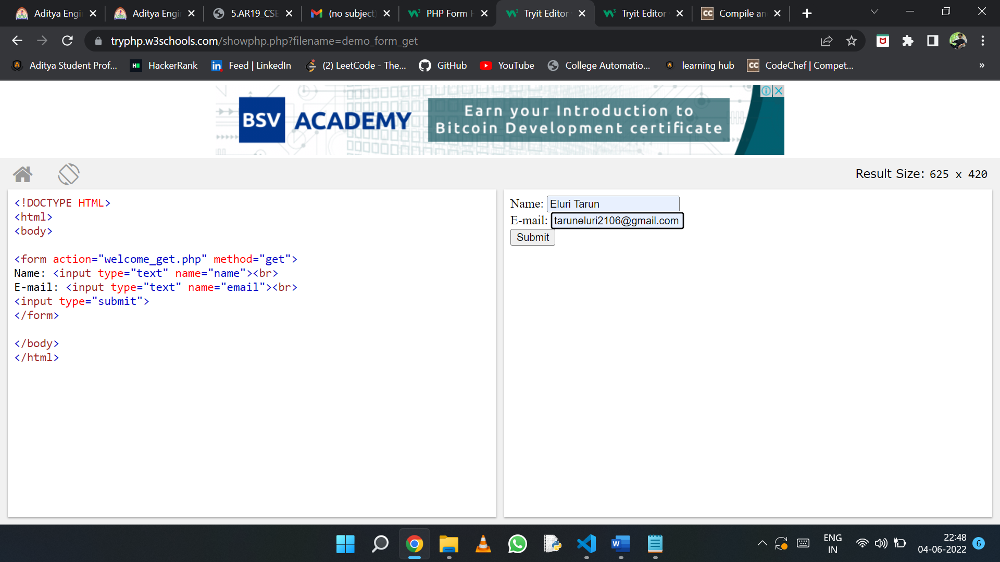 Aditya Engi
Aditya Engi
5.AR19_CSE
(no subject)
PHP Form H
Tryit Editor
Tryit Editor
CC Compile an
tryphp.w3schools.com/showphp.php?filename=demo_form_get
Aditya Student Prof...
HackerRank
Feed | LinkedIn
(2) LeetCode - The...
GitHub
YouTube
College Automatio...
learning hub
CC CodeChef | Compet...
»
BSV ACADEMY
Earn your Introduction to
Bitcoin Development certificate
Result Size: 625 x 420
<!DOCTYPE HTML>
<html>
<body>
<form action="welcome_get.php" method="get">
Name: <input type="text" name="name"><br>
E-mail: <input type="text" name="email"><br>
<input type="submit">
</form>
</body>
</html>
Name: Eluri Tarun
E-mail: taruneluri2106@gmail.com
Submit
ENG
IN
22:48
04-06-2022
6